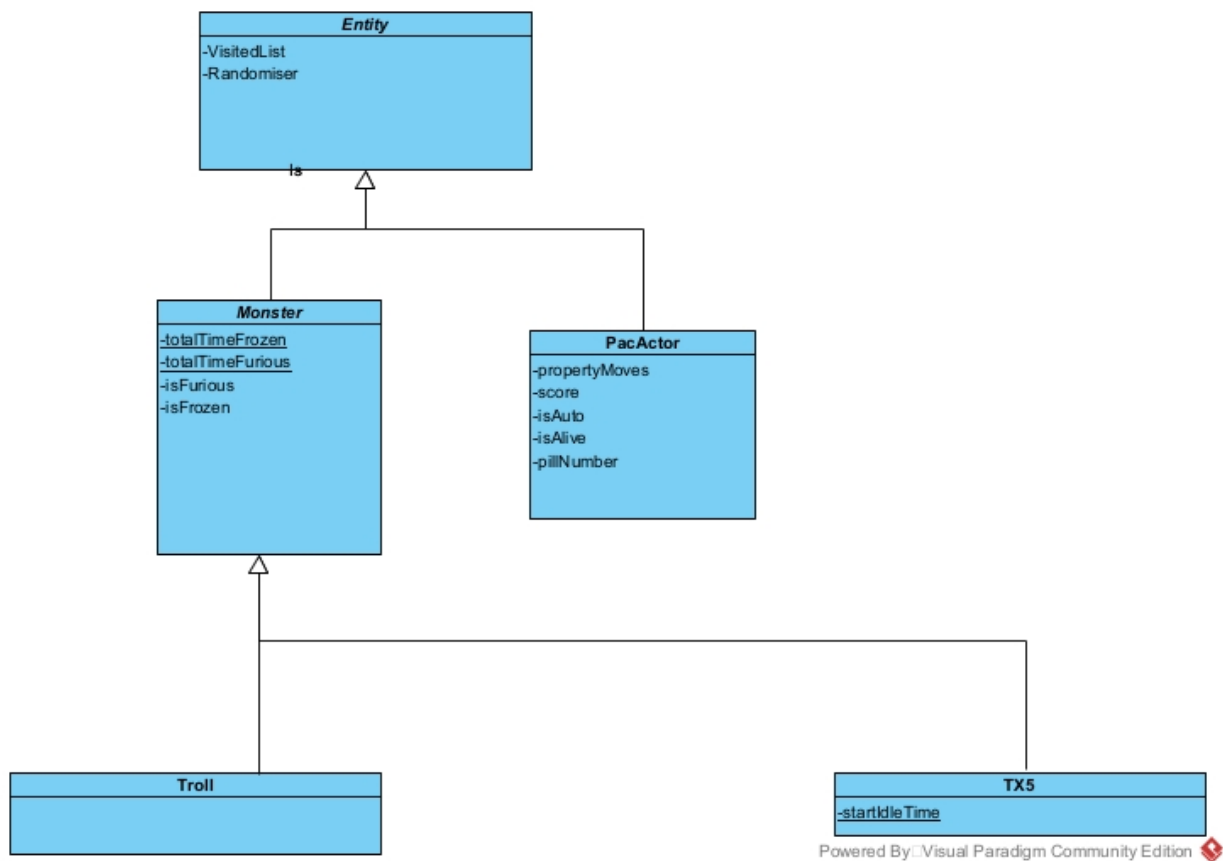 Entity
-VisitedList
-Randomiser
Is
Monster
-totalTimeFrozen
-totalTimeFurious
-isFurious
-isFrozen
PacActor
-propertyMoves
-score
-isAuto
-isAlive
-pillNumber
Troll
TX5
-startIdleTime
Powered By Visual Paradigm Community Edition